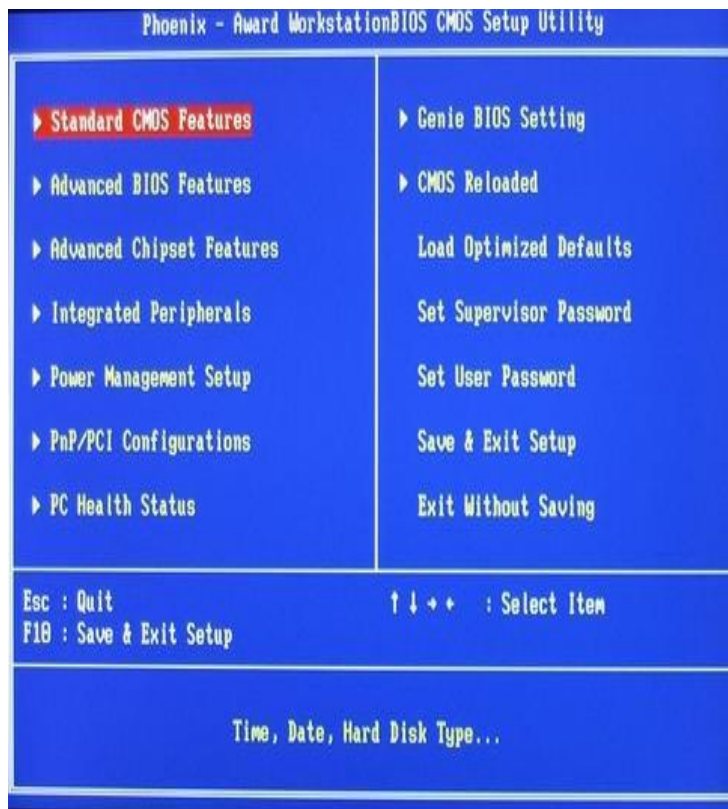 Phoenix - Award WorkstationBIOS CMOS Setup Utility
Standard CMOS Features
Advanced BIOS Features
Advanced Chipset Features
Integrated Peripherals
Power Management Setup
PnP/PCI Configurations
PC Health Status
Genie BIOS Setting
CMOS Reloaded
Load Optimized Defaults
Set Supervisor Password
Set User Password
Save & Exit Setup
Exit Without Saving
Esc : Quit
F10 : Save & Exit Setup
↑ ↓ → ← : Select Item
Time, Date, Hard Disk Type...